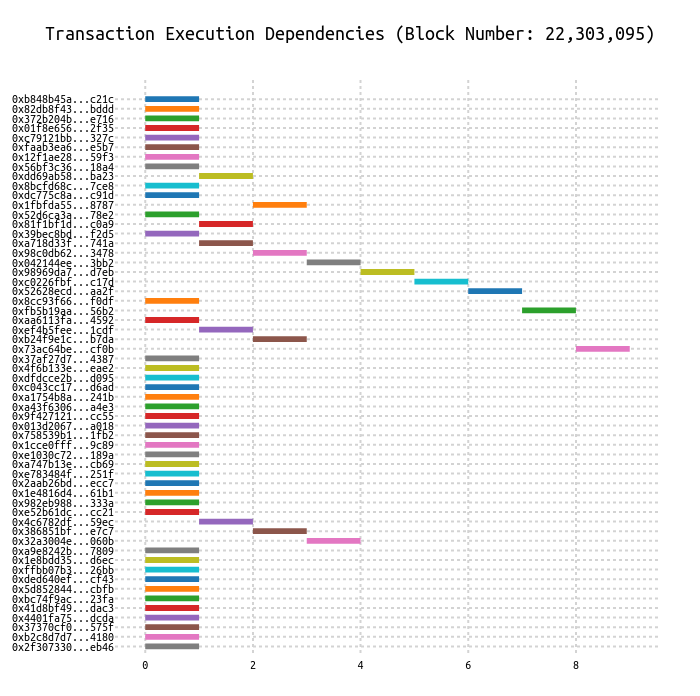 Transaction Execution Dependencies (Block Number: 22,303,095)
0xb848b45a...c21c
0x82db8f43...bddd
0x372b204b...e716
0x01f8e656...2f35
0xc79121bb...327c
0xfaab3ea6...e5b7
0x12f1ae28...59f3
0x56bf3c36...18a4
0xdd69ab58...ba23
0x8bcfd68c...7ce8
0xdc775c8a...c91d
0x1fbfda55...8787
0x52d6ca3a...78e2
0x81f1bf1d...c0a9
0x39bec8bd...f2d5
0xa718d33f...741a
0x98c0db62...3478
0x042144ee...3bb2
0x98969da7...d7eb
0xc0226fbf...c17d
0x52628ecd...aa2f
0x8cc93f66...f0df
0xfb5b19aa...56b2
0xaa6113fa...4592
0xef4b5fee...1cdf
0xb24f9e1c...b7da
0x73ac64be...cf0b
0x37af27d7...4387
0x4f6b133e...eae2
0xdfdcce2b...d095
0xc043cc17...d6ad
0xa1754b8a...241b
0xa43f6306...a4e3
0x9f427121...cc55
0x013d2067...a018
0x758539b1...1fb2
0x1cce0fff...9c89
0xe1030c72...189a
0xa747b13e...cb69
0xe783484f...251f
0x2aab26bd...ecc7
0x1e4816d4...61b1
0x982eb988...333a
0xe52b61dc...cc21
0x4c6782df...59ec
0x386851bf...e7c7
0x32a3004e...060b
0xa9e8242b...7809
0x1e8bdd35...d6ec
0xffbb07b3...26bb
0xded640ef...cf43
0x5d852844...cbfb
0xbc74f9ac...23fa
0x41d8bf49...dac3
0x4401fa75...dcda
0x37370cf0...575f
0xb2c8d7d7...4180
0x2f307330...eb46
0 2 4 6 8